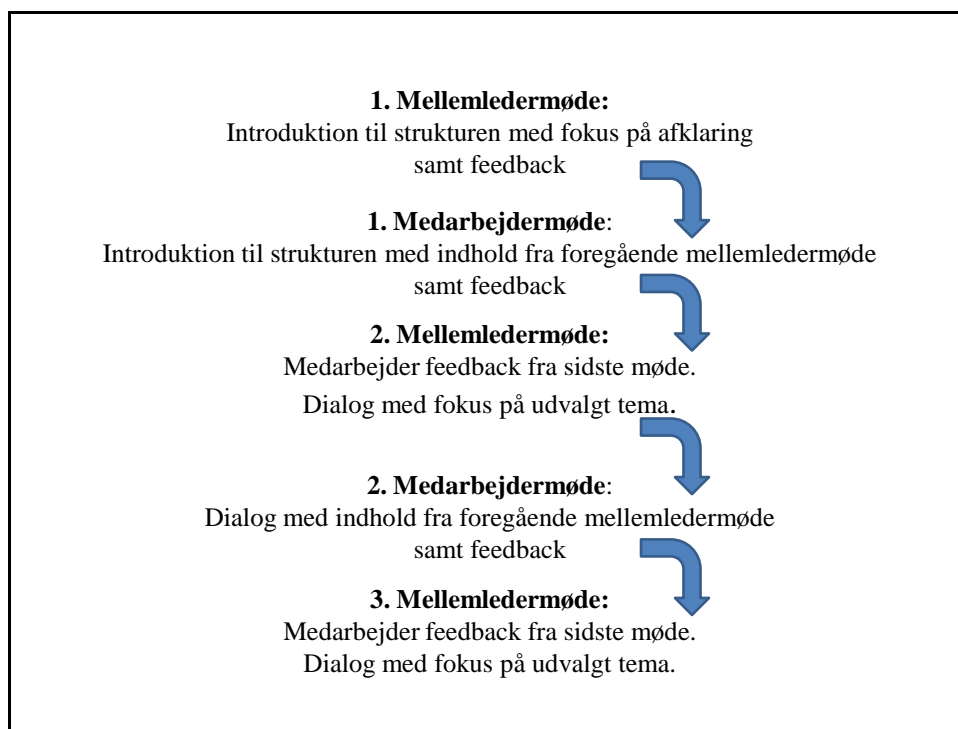 1. Mellemledermøde:
Introduktion til strukturen med fokus på afklaring
samt feedback
1. Medarbejdermøde:
Introduktion til strukturen med indhold fra foregående mellemledermøde
samt feedback
2. Mellemledermøde:
Medarbejder feedback fra sidste møde.
Dialog med fokus på udvalgt tema.
2. Medarbejdermøde:
Dialog med indhold fra foregående mellemledermøde
samt feedback
3. Mellemledermøde:
Medarbejder feedback fra sidste møde.
Dialog med fokus på udvalgt tema.